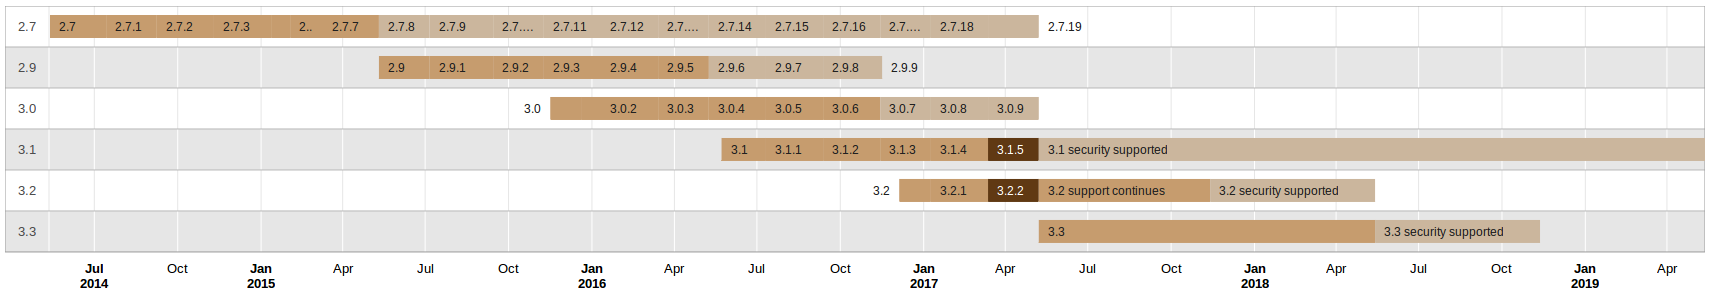 2.7 2.7 2.7.1 2.7.2 2.7.3 2.. 2.7.7 2.7.8 2.7.9 2.7.... 2.7.11 2.7.12 2.7.... 2.7.14 2.7.15 2.7.16 2.7.... 2.7.18 2.7.19
2.9 2.9 2.9.1 2.9.2 2.9.3 2.9.4 2.9.5 2.9.6 2.9.7 2.9.8 2.9.9
3.0 3.0 3.0.2 3.0.3 3.0.4 3.0.5 3.0.6 3.0.7 3.0.8 3.0.9
3.1 3.1 3.1.1 3.1.2 3.1.3 3.1.4 3.1.5 3.1 security supported
3.2 3.2 3.2.1 3.2.2 3.2 support continues 3.2 security supported
3.3 3.3 3.3 security supported
Jul Oct Jan Apr Jul Oct Jan Apr Jul Oct Jan Apr Jul Oct Jan Apr Jul Oct Jan Apr
2014 2015 2016 2017 2018 2019